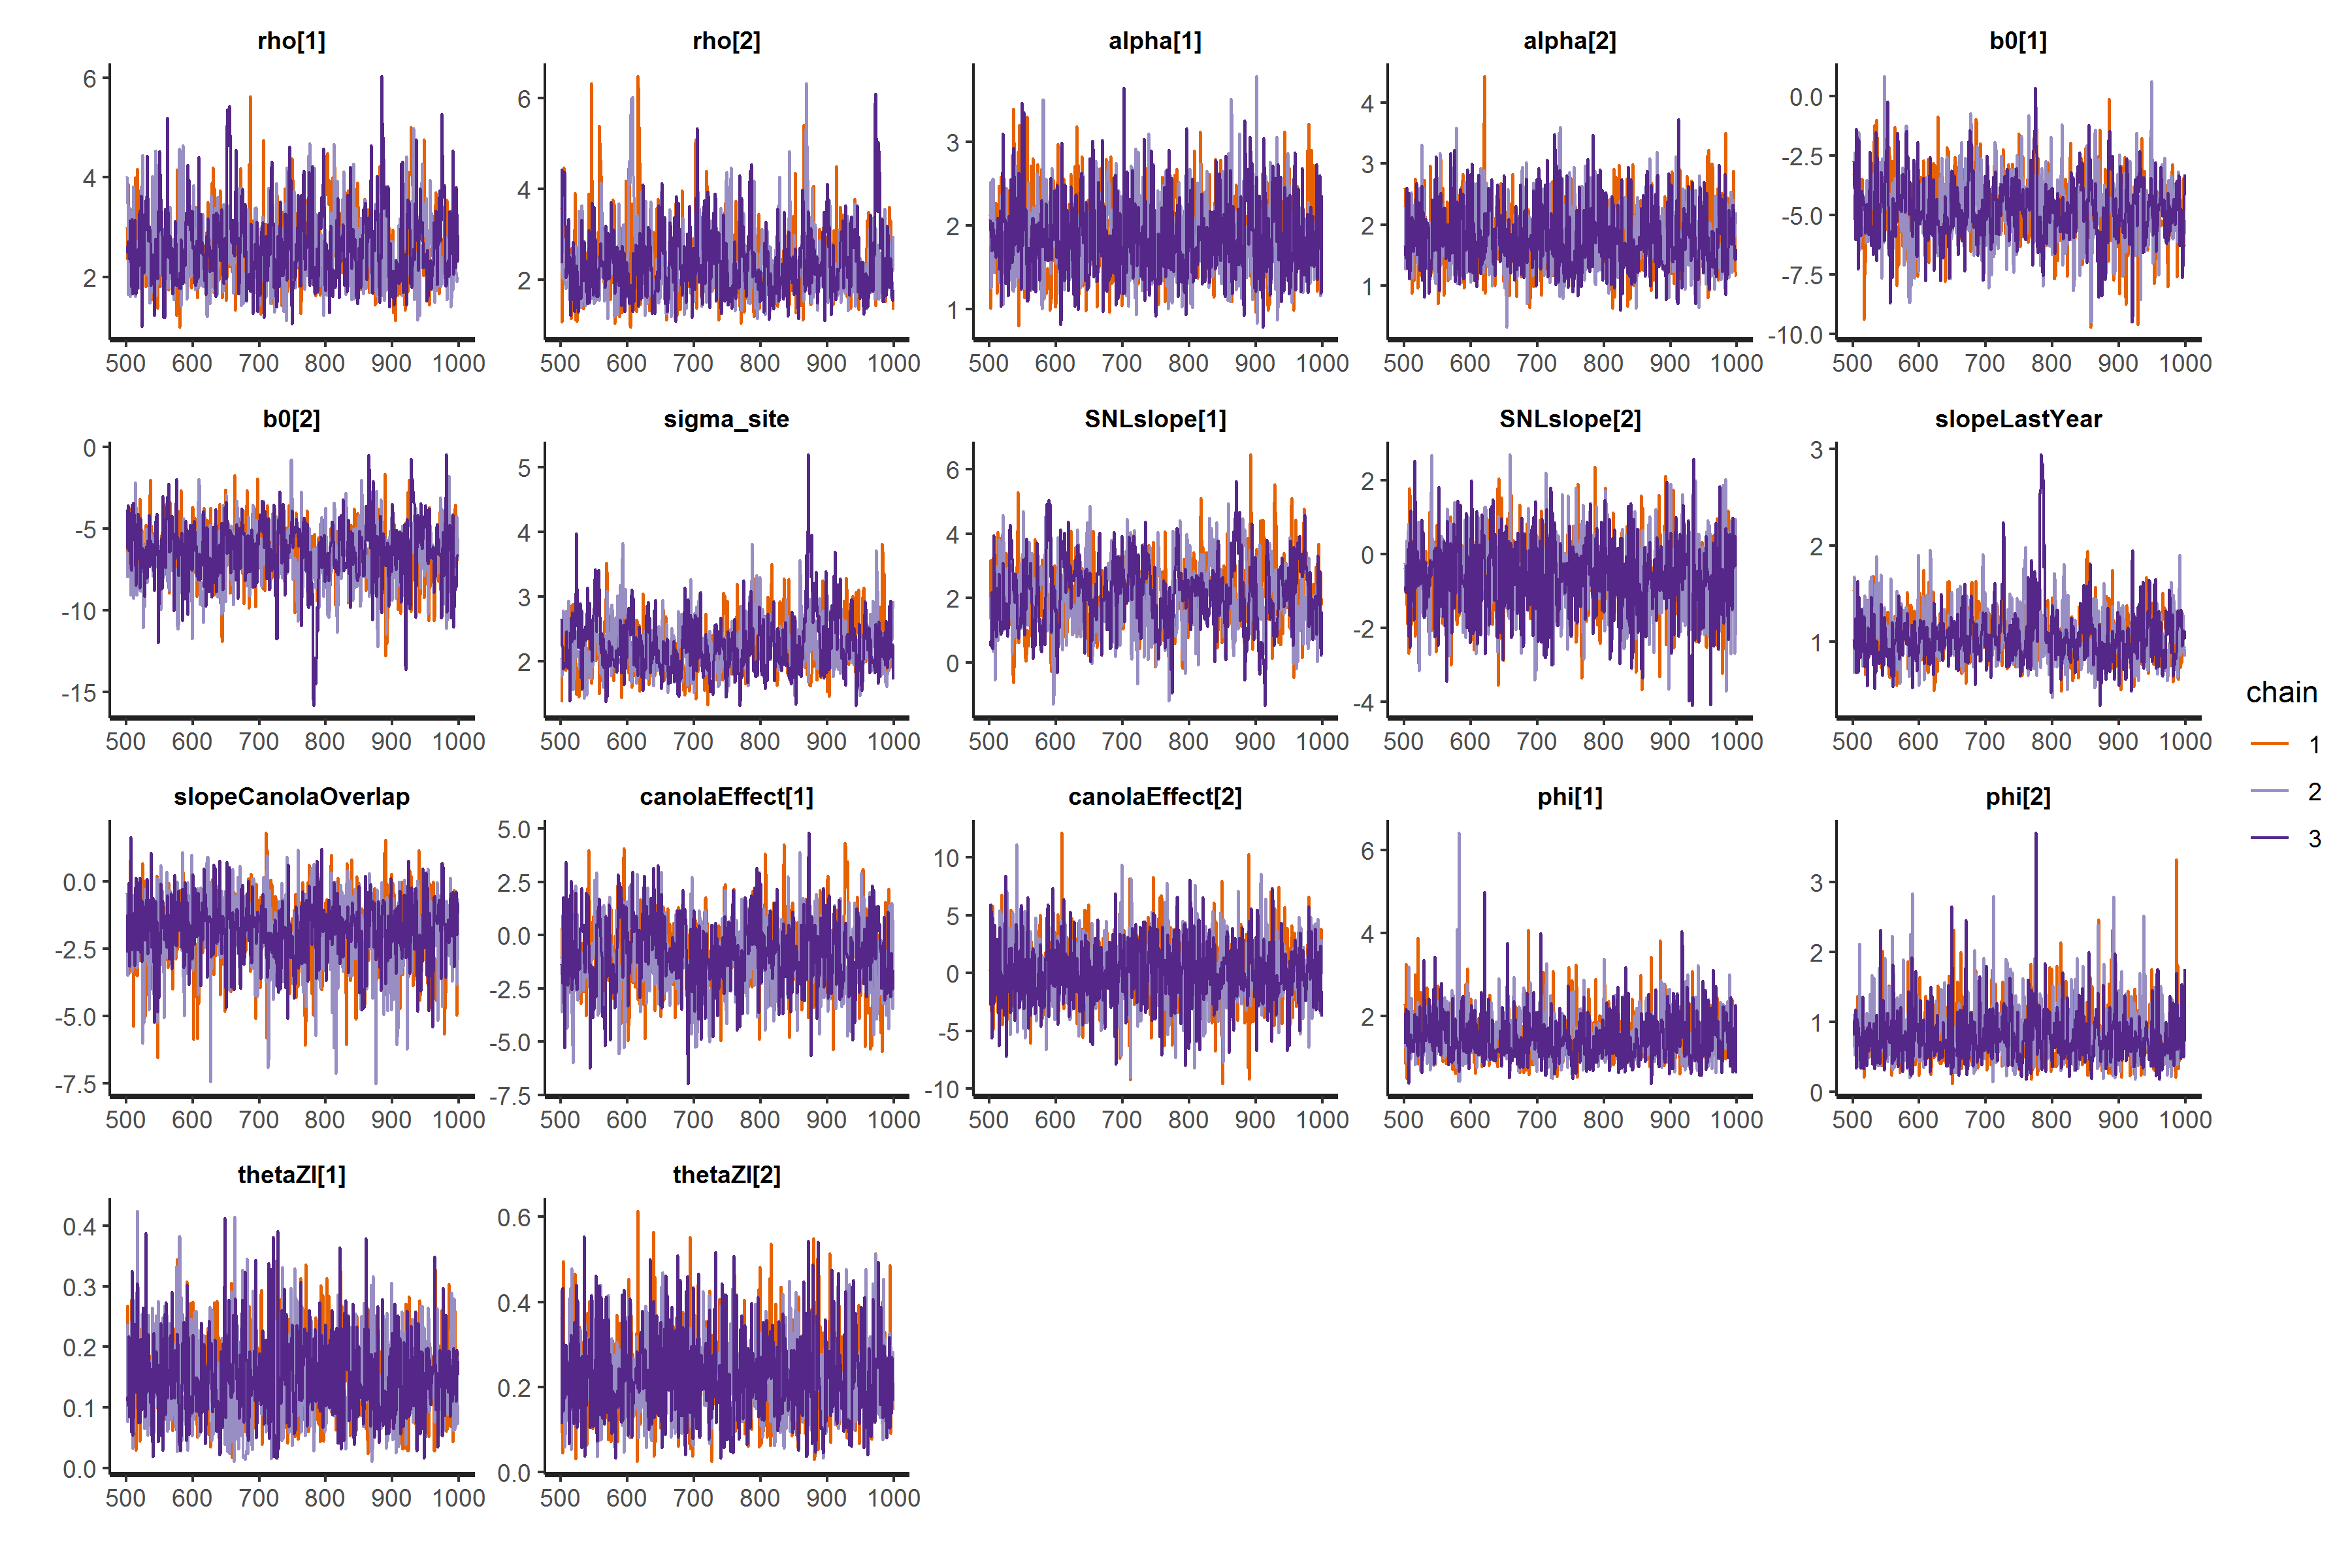 rho[1] rho[2] alpha[1] alpha[2] b0[1]
6 6 4 0.0
4 4 3 3 -2.5
2 2 2 2 -5.0
1 1 -7.5
-10.0
500 600 700 800 900 1000 500 600 700 800 900 1000 500 600 700 800 900 1000 500 600 700 800 900 1000 500 600 700 800 900 1000
b0[2] sigma_site SNLslope[1] SNLslope[2] slopeLastYear
0 5 6 2 3
-5 4 4 0 2
-10 3 2 -2 1
-15 2 0 -4
500 600 700 800 900 1000 500 600 700 800 900 1000 500 600 700 800 900 1000 500 600 700 800 900 1000 500 600 700 800 900 1000
chain
1
2
3
slopeCanolaOverlap canolaEffect[1] canolaEffect[2] phi[1] phi[2]
0.0 5.0 10 6 3
-2.5 2.5 5 4 2
-5.0 0.0 0 2 1
-7.5 -2.5 -5 0
-5.0 -10
-7.5
500 600 700 800 900 1000 500 600 700 800 900 1000 500 600 700 800 900 1000 500 600 700 800 900 1000 500 600 700 800 900 1000
thetaZI[1] thetaZI[2]
0.4 0.6
0.3 0.4
0.2 0.2
0.1 0.0
0.0
500 600 700 800 900 1000 500 600 700 800 900 1000